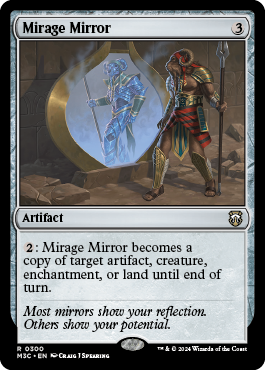 Mirage Mirror 3
Artifact
2: Mirage Mirror becomes a
copy of target artifact, creature,
enchantment, or land until end of
turn.
Most mirrors show your reflection.
Others show your potential.
R 0300
M3C • EN Craig J Spearing
™ & © 2024 Wizards of the Coast